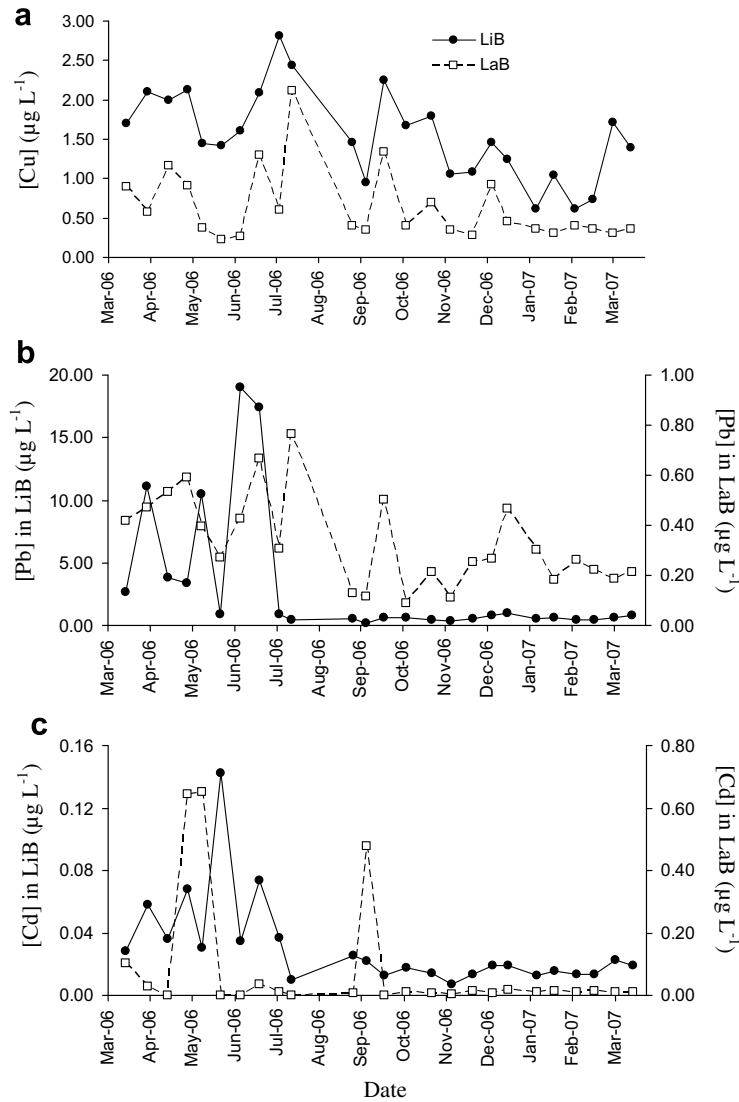 a
3.00
2.50
2.00
1.50
1.00
0.50
0.00
[Cu] (µg L-1)
LiB
LaB
Mar-06
Apr-06
May-06
Jun-06
Jul-06
Aug-06
Sep-06
Oct-06
Nov-06
Dec-06
Jan-07
Feb-07
Mar-07
b
20.00
15.00
10.00
5.00
0.00
[Pb] in LiB (µg L-1)
1.00
0.80
0.60
0.40
0.20
0.00
[Pb] in LaB (µg L-1)
Mar-06
Apr-06
May-06
Jun-06
Jul-06
Aug-06
Sep-06
Oct-06
Nov-06
Dec-06
Jan-07
Feb-07
Mar-07
c
0.16
0.12
0.08
0.04
0.00
[Cd] in LiB (µg L-1)
0.80
0.60
0.40
0.20
0.00
[Cd] in LaB (µg L-1)
Mar-06
Apr-06
May-06
Jun-06
Jul-06
Aug-06
Sep-06
Oct-06
Nov-06
Dec-06
Jan-07
Feb-07
Mar-07
Date